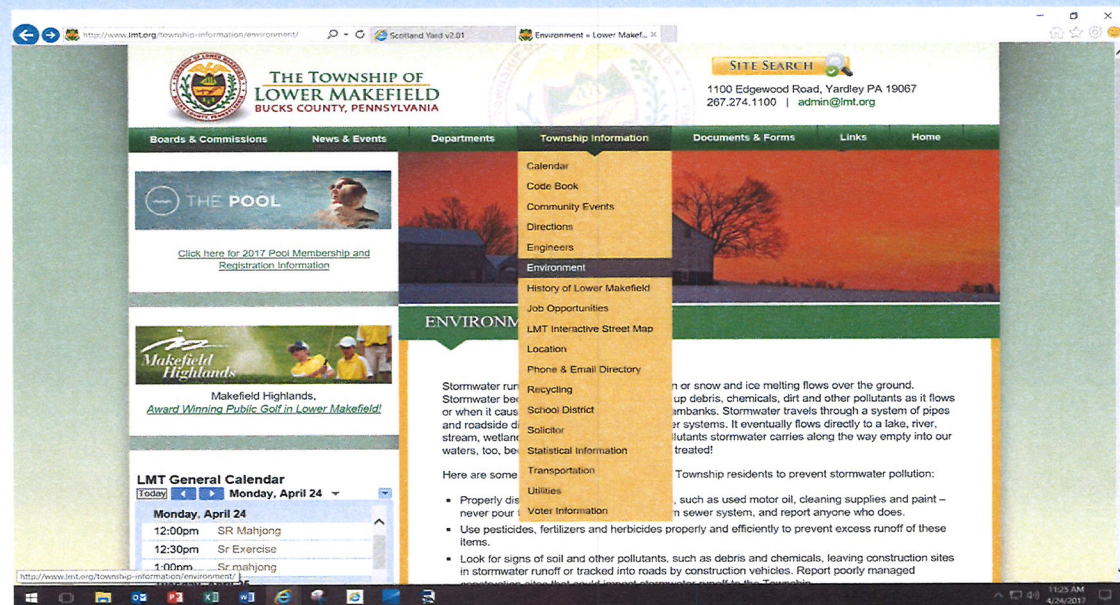 http://www.lmt.org/township-information/environment/
Scotland Yard v2.01
Environment « Lower Makef...
THE TOWNSHIP OF
LOWER MAKEFIELD
BUCKS COUNTY, PENNSYLVANIA
SITE SEARCH
1100 Edgewood Road, Yardley PA 19067
267.274.1100 | admin@lmt.org
Boards & Commissions News & Events Departments Township Information Documents & Forms Links Home
Calendar
Code Book
Community Events
Directions
Engineers
Environment
History of Lower Makefield
Job Opportunities
LMT Interactive Street Map
Location
Phone & Email Directory
Recycling
School District
Solicitor
Statistical Information
Transportation
Utilities
Voter Information
THE POOL
Click here for 2017 Pool Membership and
Registration Information
Makefield
Highlands
Makefield Highlands,
Award Winning Public Golf in Lower Makefield!
LMT General Calendar
Today Monday, April 24
Monday, April 24
12:00pm SR Mahjong
12:30pm Sr Exercise
1:00pm Sr mahjong
ENVIRONM
Stormwater run n or snow and ice melting flows over the ground.
Stormwater bec up debris, chemicals, dirt and other pollutants as it flows
or when it caus ambanks. Stormwater travels through a system of pipes
and roadside di er systems. It eventually flows directly to a lake, river,
stream, wetlan llutants stormwater carries along the way empty into our
waters, too, be treated!
Here are some Township residents to prevent stormwater pollution:
Properly dis , such as used motor oil, cleaning supplies and paint –
never pour m sewer system, and report anyone who does.
Use pesticides, fertilizers and herbicides properly and efficiently to prevent excess runoff of these
items.
Look for signs of soil and other pollutants, such as debris and chemicals, leaving construction sites
in stormwater runoff or tracked into roads by construction vehicles. Report poorly managed
construction sites that could impact stormwater runoff to the Township.
http://www.lmt.org/township-information/environment/
Tuesday, April 25
11:25 AM
4/24/2017